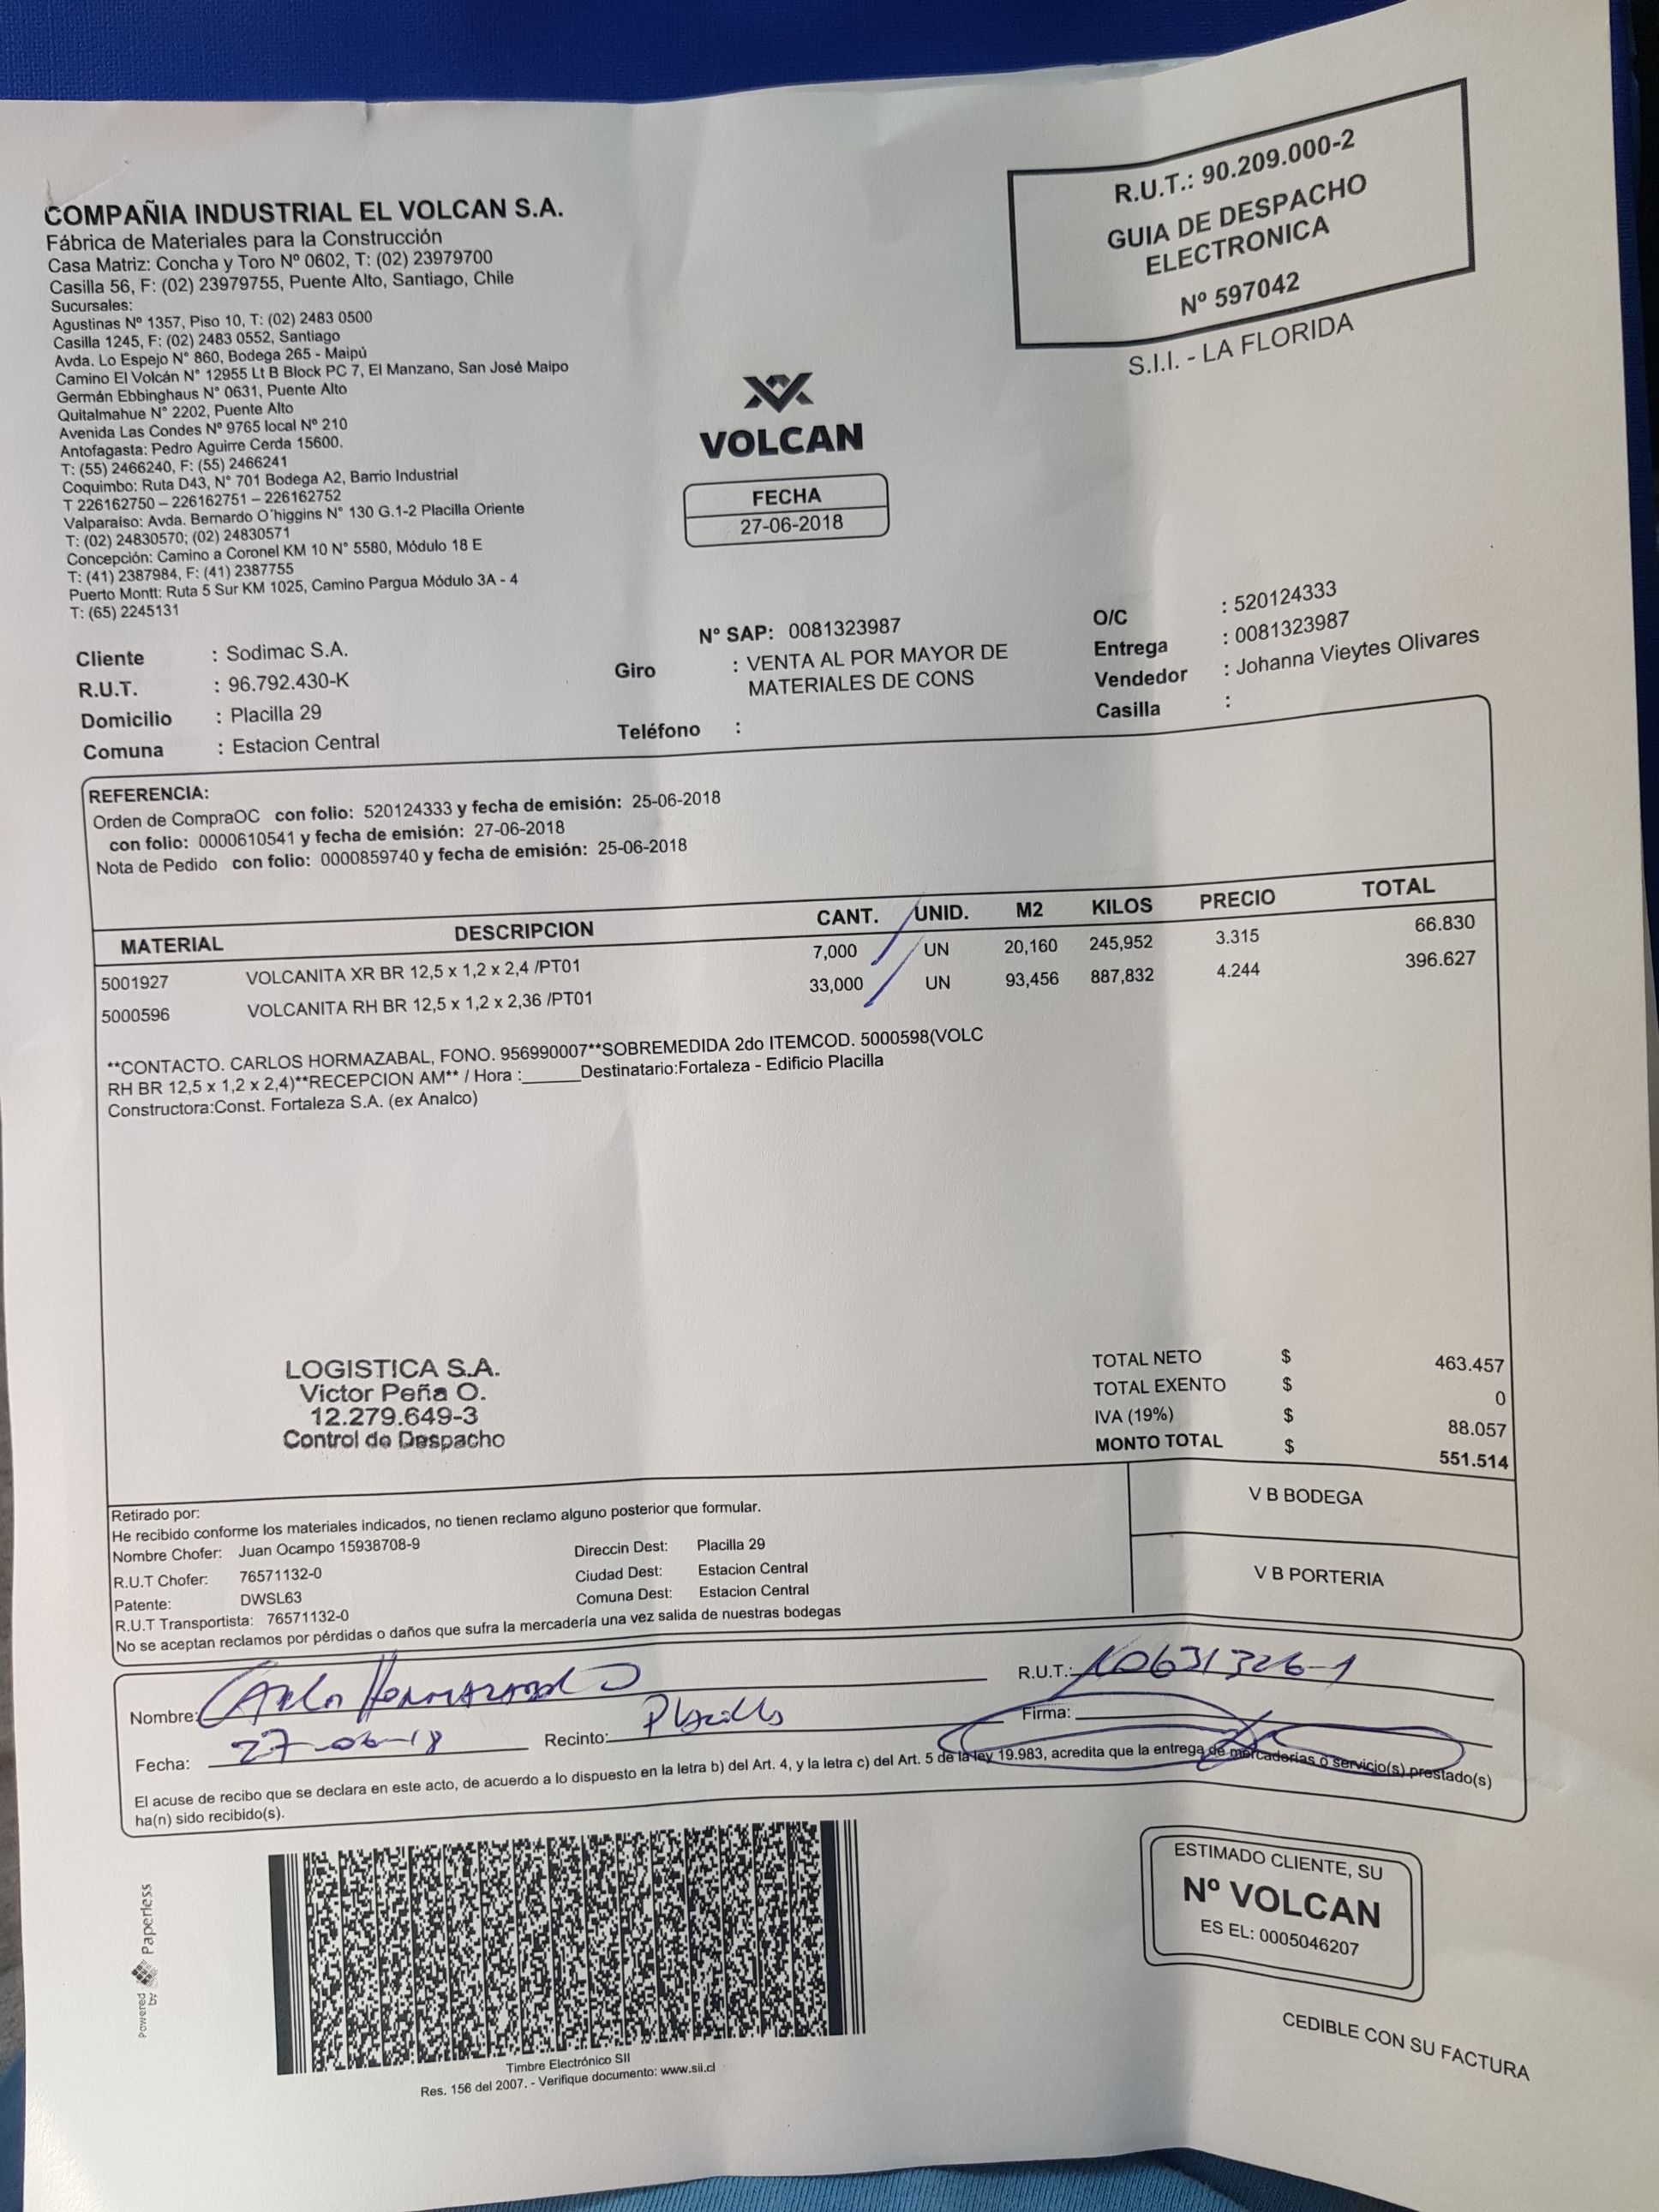 COMPAÑIA INDUSTRIAL EL VOLCAN S.A.
Fábrica de Materiales para la Construcción
Casa Matriz: Concha y Toro Nº 0602, T: (02) 23979700
Casilla 56, F: (02) 23979755, Puente Alto, Santiago, Chile
Sucursales:
Agustinas Nº 1357, Piso 10, T: (02) 2483 0500
Casilla 1245, F: (02) 2483 0552, Santiago
Avda. Lo Espejo N° 860, Bodega 265 - Maipú
Camino El Volcán N° 12955 Lt B Block PC 7, El Manzano, San José Maipo
Germán Ebbinghaus N° 0631, Puente Alto
Quitalmahue N° 2202, Puente Alto
Avenida Las Condes Nº 9765 local Nº 210
Antofagasta: Pedro Aguirre Cerda 15600.
T: (55) 2466240, F: (55) 2466241
Coquimbo: Ruta D43, N° 701 Bodega A2, Barrio Industrial
T 226162750 – 226162751 – 226162752
Valparaiso: Avda. Bernardo O´higgins N° 130 G.1-2 Placilla Oriente
T: (02) 24830570; (02) 24830571
Concepción: Camino a Coronel KM 10 N° 5580, Módulo 18 E
T: (41) 2387984, F: (41) 2387755
Puerto Montt: Ruta 5 Sur KM 1025, Camino Pargua Módulo 3A - 4
T: (65) 2245131
R.U.T.: 90.209.000-2
GUIA DE DESPACHO
ELECTRONICA
Nº 597042
S.I.I. - LA FLORIDA
VOLCAN
FECHA
27-06-2018
Cliente : Sodimac S.A.
R.U.T. : 96.792.430-K
Domicilio : Placilla 29
Comuna : Estacion Central
N° SAP: 0081323987
Giro : VENTA AL POR MAYOR DE
MATERIALES DE CONS
Teléfono :
O/C : 520124333
Entrega : 0081323987
Vendedor : Johanna Vieytes Olivares
Casilla :
REFERENCIA:
Orden de CompraOC con folio: 520124333 y fecha de emisión: 25-06-2018
con folio: 0000610541 y fecha de emisión: 27-06-2018
Nota de Pedido con folio: 0000859740 y fecha de emisión: 25-06-2018
MATERIAL DESCRIPCION CANT. UNID. M2 KILOS PRECIO TOTAL
5001927 VOLCANITA XR BR 12,5 x 1,2 x 2,4 /PT01 7,000 UN 20,160 245,952 3.315 66.830
5000596 VOLCANITA RH BR 12,5 x 1,2 x 2,36 /PT01 33,000 UN 93,456 887,832 4.244 396.627
**CONTACTO. CARLOS HORMAZABAL, FONO. 956990007**SOBREMEDIDA 2do ITEMCOD. 5000598(VOLC
RH BR 12,5 x 1,2 x 2,4)**RECEPCION AM** / Hora :______Destinatario:Fortaleza - Edificio Placilla
Constructora:Const. Fortaleza S.A. (ex Analco)
LOGISTICA S.A.
Victor Peña O.
12.279.649-3
Control de Despacho
TOTAL NETO $ 463.457
TOTAL EXENTO $ 0
IVA (19%) $ 88.057
MONTO TOTAL $ 551.514
Retirado por:
He recibido conforme los materiales indicados, no tienen reclamo alguno posterior que formular.
Nombre Chofer: Juan Ocampo 15938708-9
R.U.T Chofer: 76571132-0
Patente: DWSL63
R.U.T Transportista: 76571132-0
Direccin Dest: Placilla 29
Ciudad Dest: Estacion Central
Comuna Dest: Estacion Central
No se aceptan reclamos por pérdidas o daños que sufra la mercadería una vez salida de nuestras bodegas
V B BODEGA
V B PORTERIA
Nombre: Carlos Hormazabal R.U.T.: 10631326-1
Fecha: 27-06-18 Recinto: Placilla Firma:
El acuse de recibo que se declara en este acto, de acuerdo a lo dispuesto en la letra b) del Art. 4, y la letra c) del Art. 5 de la ley 19.983, acredita que la entrega de mercaderías o servicio(s) prestado(s)
ha(n) sido recibido(s).
Powered by Paperless
Timbre Electrónico SII
Res. 156 del 2007. - Verifique documento: www.sii.cl
ESTIMADO CLIENTE, SU
Nº VOLCAN
ES EL: 0005046207
CEDIBLE CON SU FACTURA